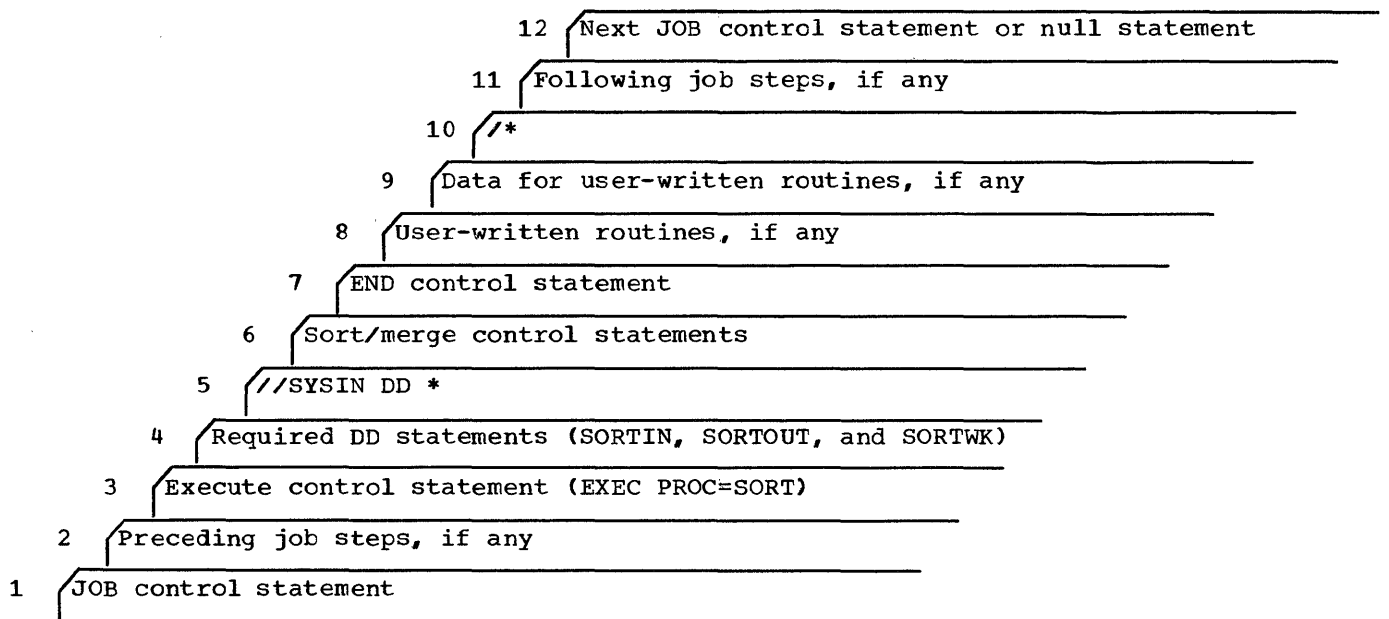 12 Next JOB control statement or null statement
11 Following job steps, if any
10 /*
9 Data for user-written routines, if any
8 User-written routines, if any
7 END control statement
6 Sort/merge control statements
5 //SYSIN DD *
4 Required DD statements (SORTIN, SORTOUT, and SORTWK)
3 Execute control statement (EXEC PROC=SORT)
2 Preceding job steps, if any
1 JOB control statement